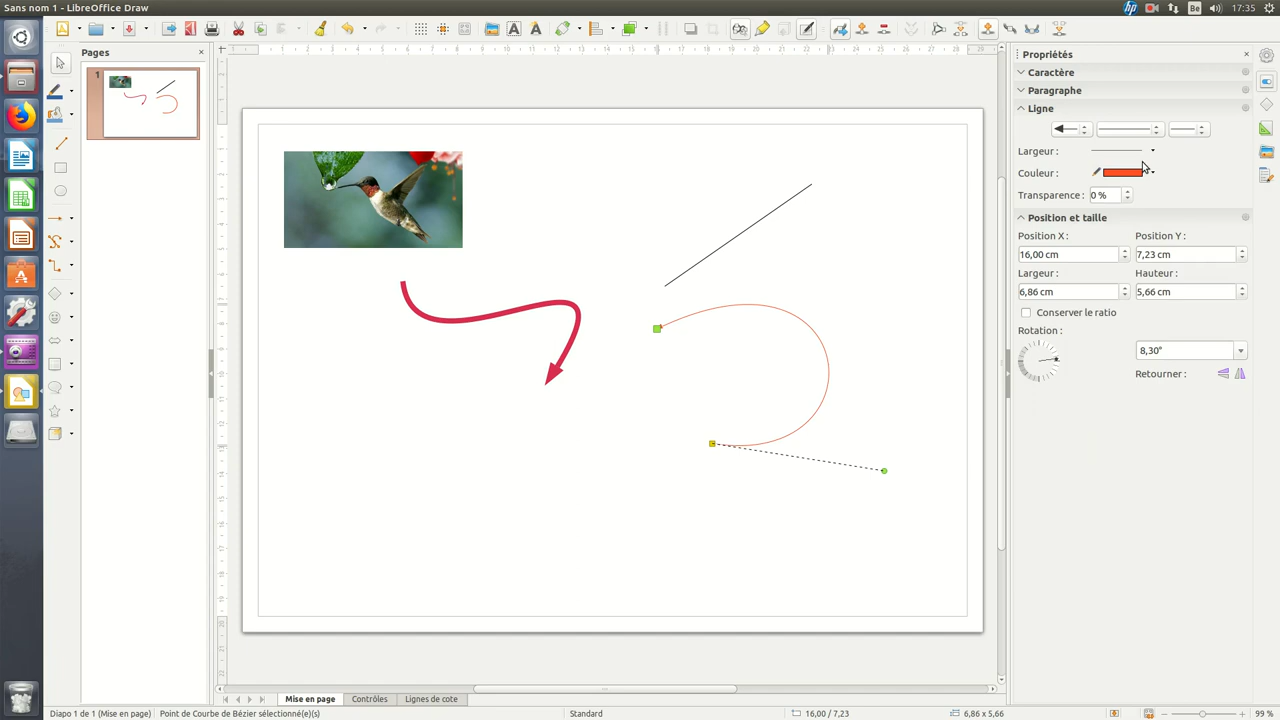 Sans nom 1 - LibreOffice Draw
Be
17:35
Pages
1
Propriétés
Caractère
Paragraphe
Ligne
Largeur :
Couleur :
Transparence :
0 %
Position et taille
Position X :
Position Y :
16,00 cm
7,23 cm
Largeur :
Hauteur :
6,86 cm
5,66 cm
Conserver le ratio
Rotation :
8,30°
Retourner :
Mise en page
Contrôles
Lignes de cote
Diapo 1 de 1 (Mise en page)
Point de Courbe de Bézier sélectionné(e)(s)
Standard
16,00 / 7,23
6,86 x 5,66
99 %